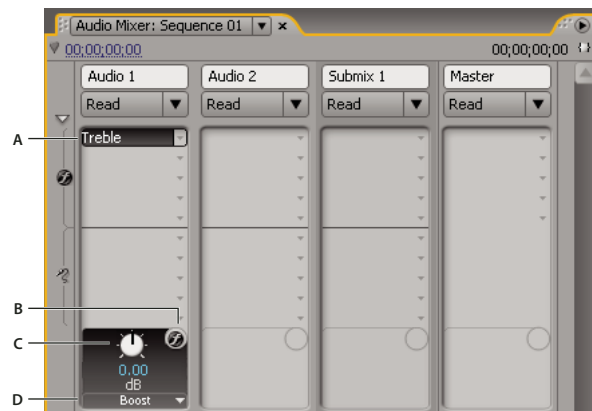 Audio Mixer: Sequence 01
00;00;00;00 00;00;00;00
Audio 1 Audio 2 Submix 1 Master
Read Read Read Read
A Treble
B
C
0.00
dB
D Boost